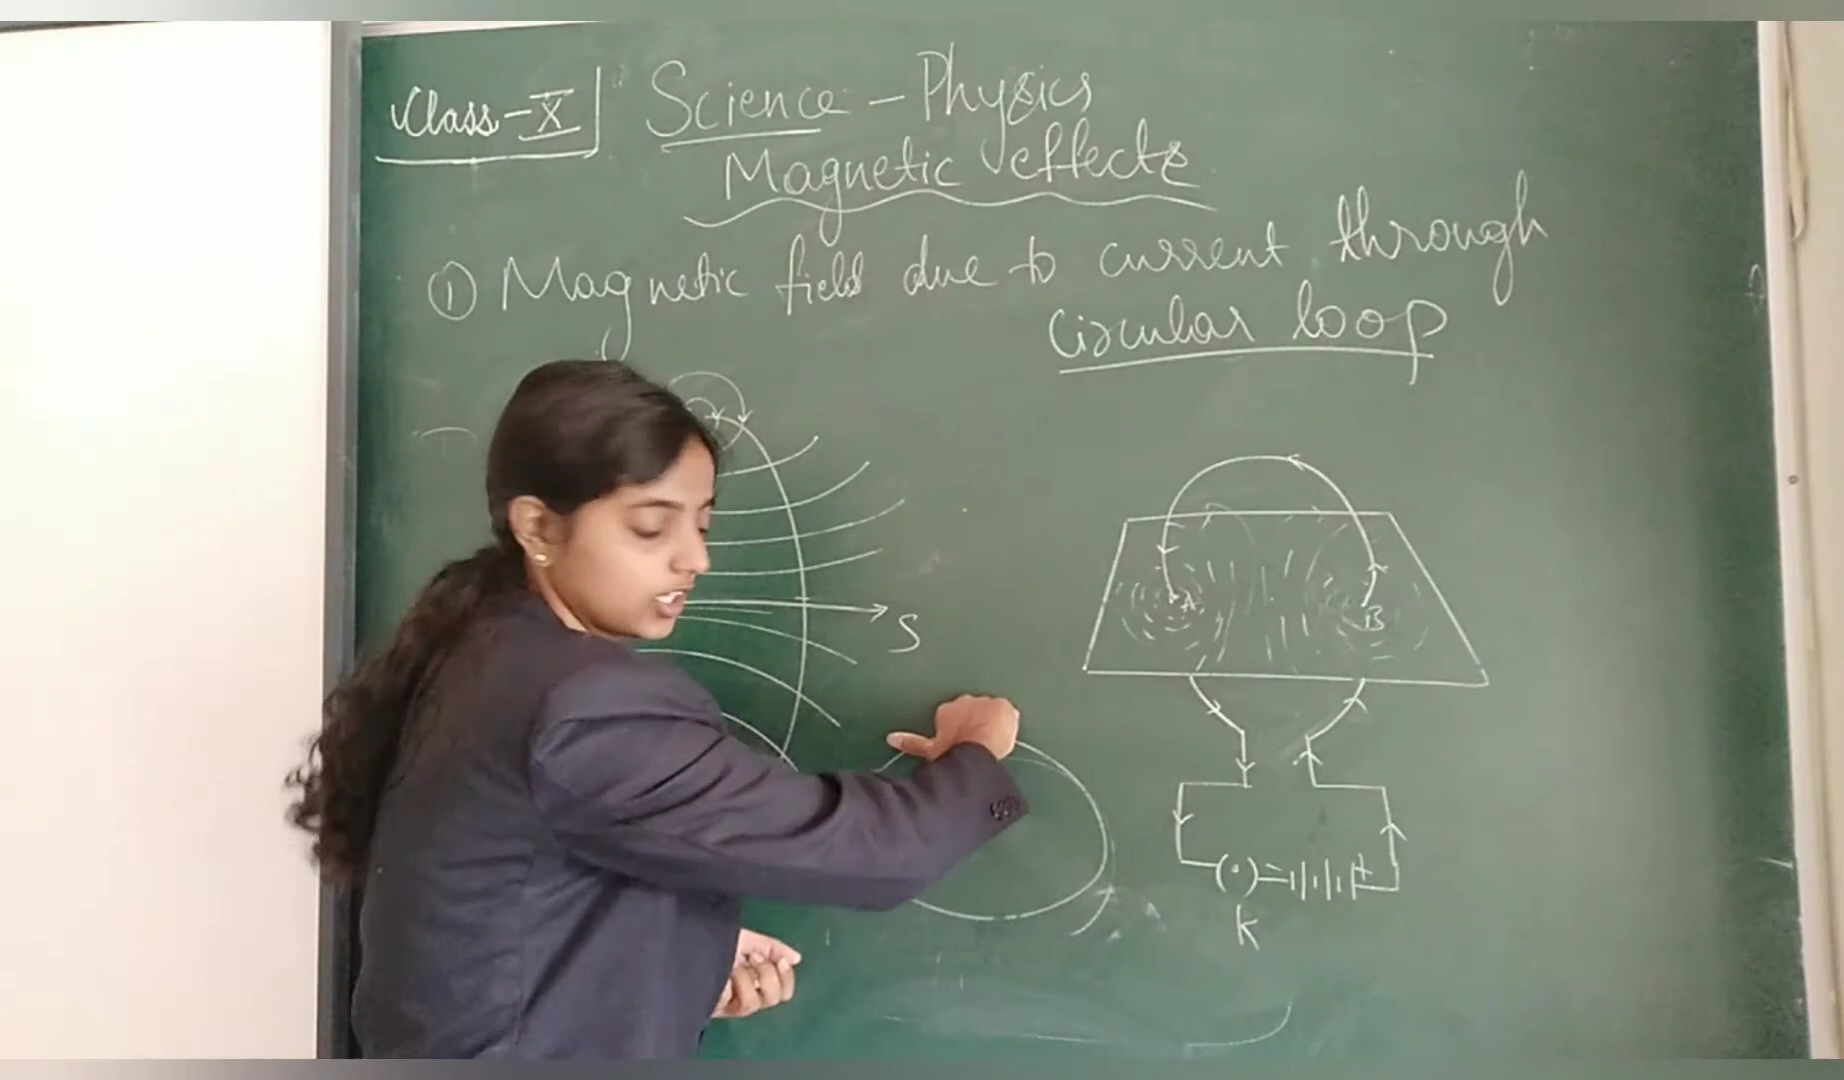 Class-X
Science - Physics
Magnetic effects
① Magnetic field due to current through
circular loop
S
A
B
+
K